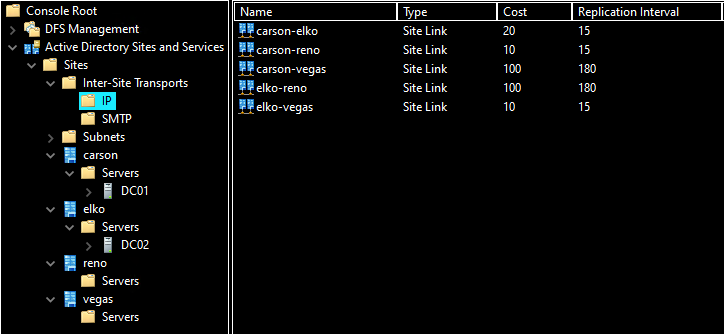 Console Root
DFS Management
Active Directory Sites and Services
Sites
Inter-Site Transports
IP
SMTP
Subnets
carson
Servers
DC01
elko
Servers
DC02
reno
Servers
vegas
Servers
Name Type Cost Replication Interval
carson-elko Site Link 20 15
carson-reno Site Link 10 15
carson-vegas Site Link 100 180
elko-reno Site Link 100 180
elko-vegas Site Link 10 15